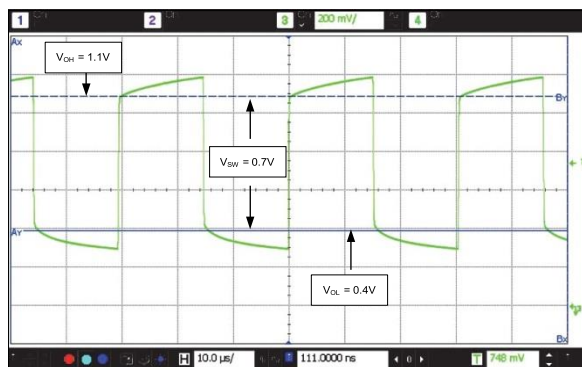 1 2 3 200 mV/ 4
AX
VOH = 1.1V
BY
VSW = 0.7V
AY
VOL = 0.4V
BX
H 10.0 µs/ 111.0000 ns 0 T 748 mV